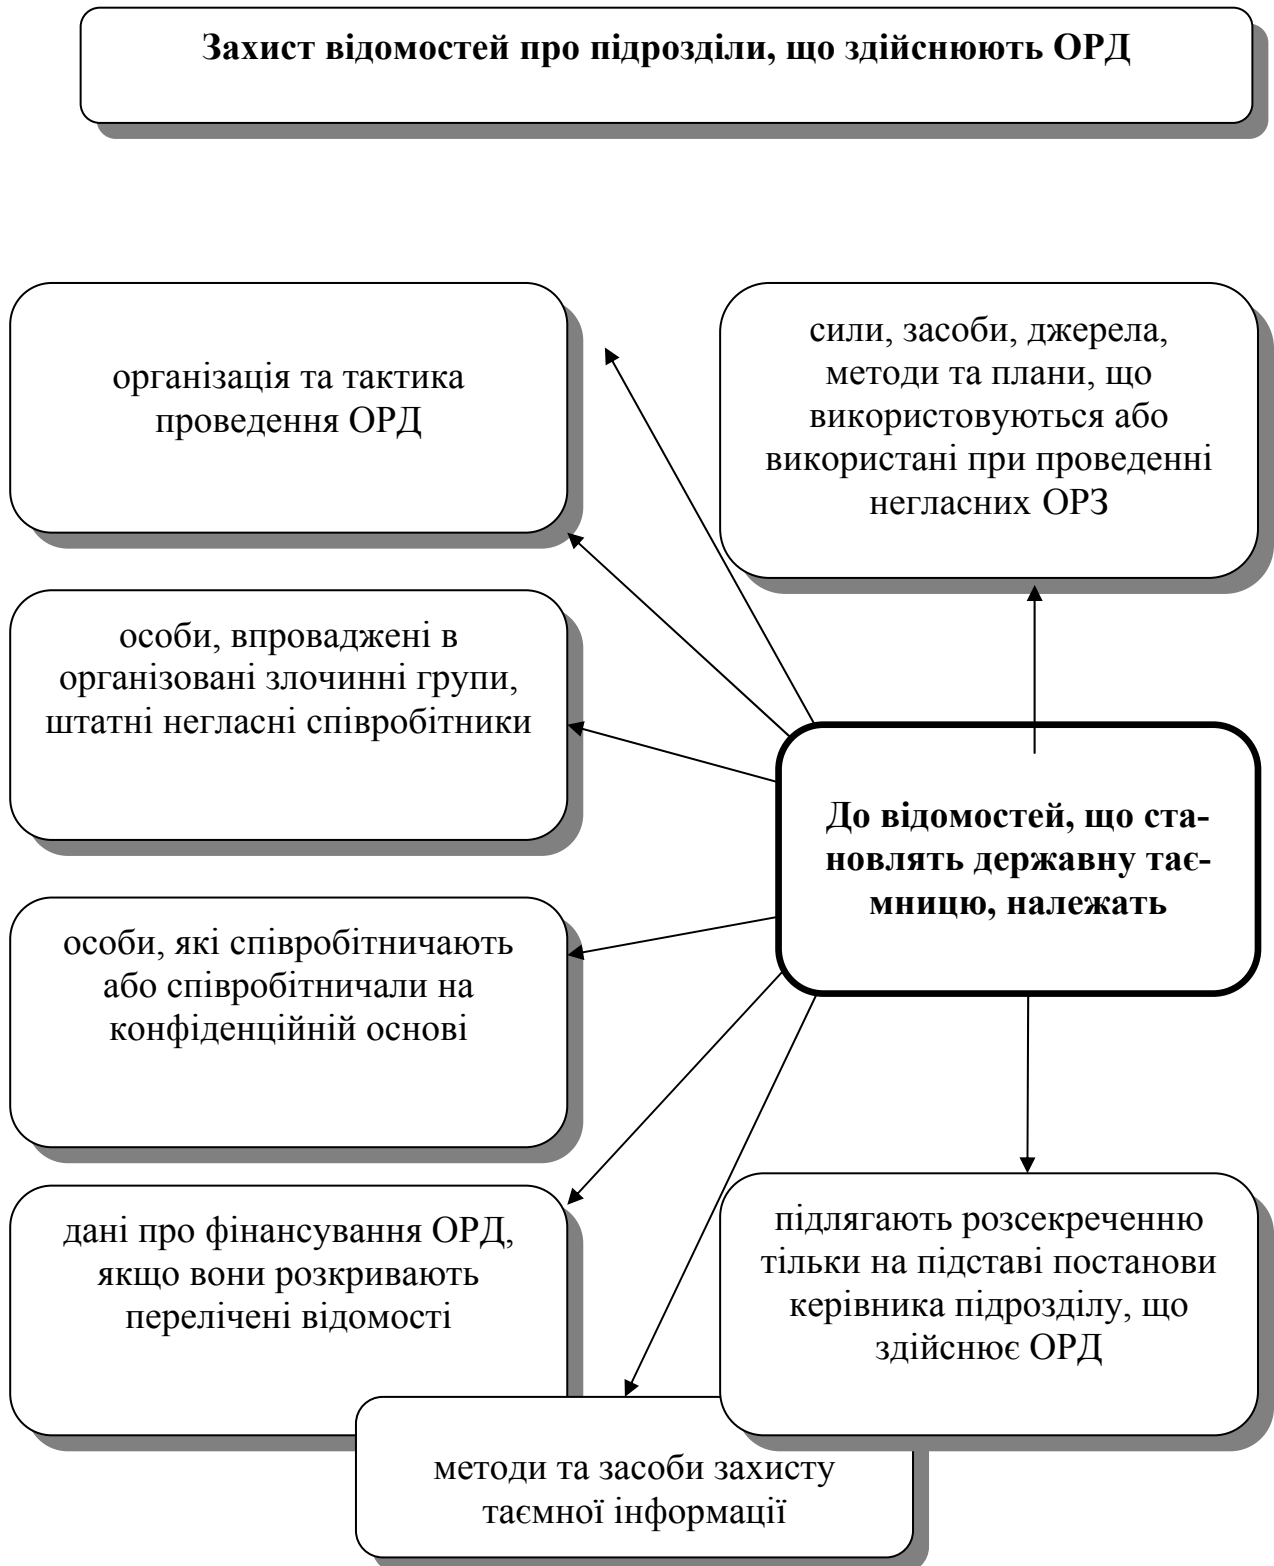 Захист відомостей про підрозділи, що здійснюють ОРД
організація та тактика
проведення ОРД
сили, засоби, джерела,
методи та плани, що
використовуються або
використані при проведенні
негласних ОРЗ
особи, впроваджені в
організовані злочинні групи,
штатні негласні співробітники
До відомостей, що ста-
новлять державну тає-
мницю, належать
особи, які співробітничають
або співробітничали на
конфіденційній основі
дані про фінансування ОРД,
якщо вони розкривають
перелічені відомості
підлягають розсекреченню
тільки на підставі постанови
керівника підрозділу, що
здійснює ОРД
методи та засоби захисту
таємної інформації